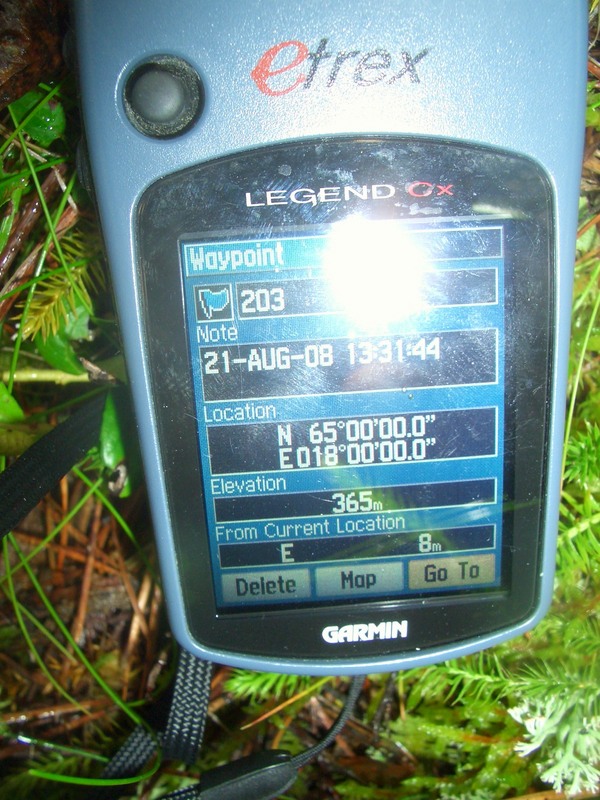 etrex
LEGEND Cx
Waypoint
203
Note
21-AUG-08 13:31:44
Location
N 65°00'00.0"
E018°00'00.0"
Elevation
365m
From Current Location
E 8m
Delete Map Go To
GARMIN